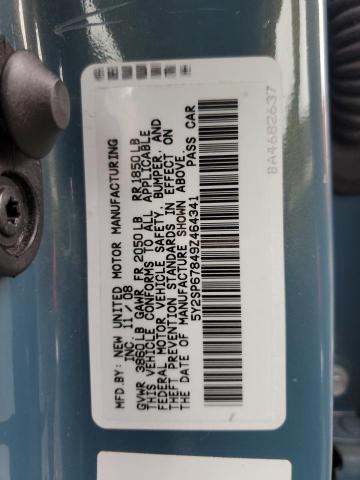 MFD.BY: NEW UNITED MOTOR MANUFACTURING
INC. 11/08
GVWR 3860LB GAWR FR 2050LB RR 1850LB
THIS VEHICLE CONFORMS TO ALL APPLICABLE
FEDERAL MOTOR VEHICLE SAFETY, BUMPER, AND
THEFT PREVENTION STANDARDS IN EFFECT ON
THE DATE OF MANUFACTURE SHOWN ABOVE.
5Y2SP67849Z464341 PASS CAR
BA4682637